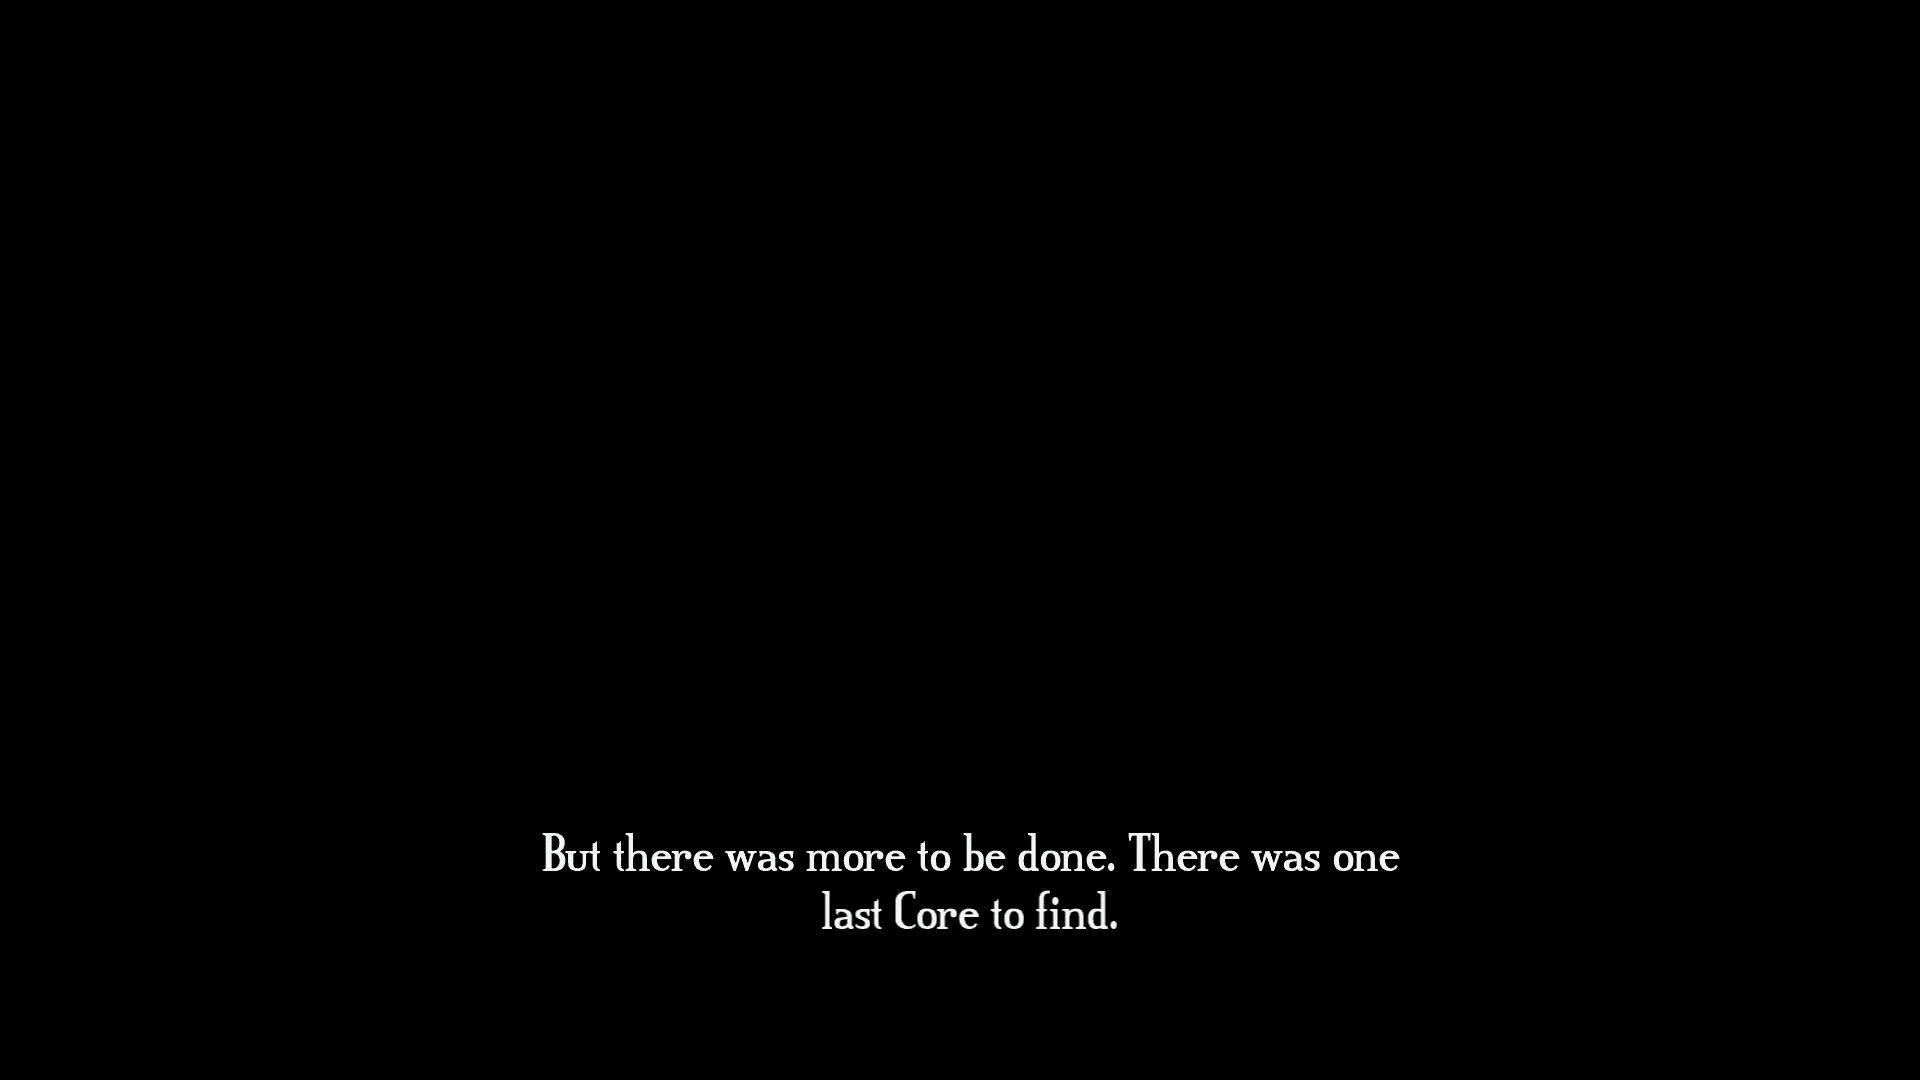 But there was more to be done. There was one
last Core to find.